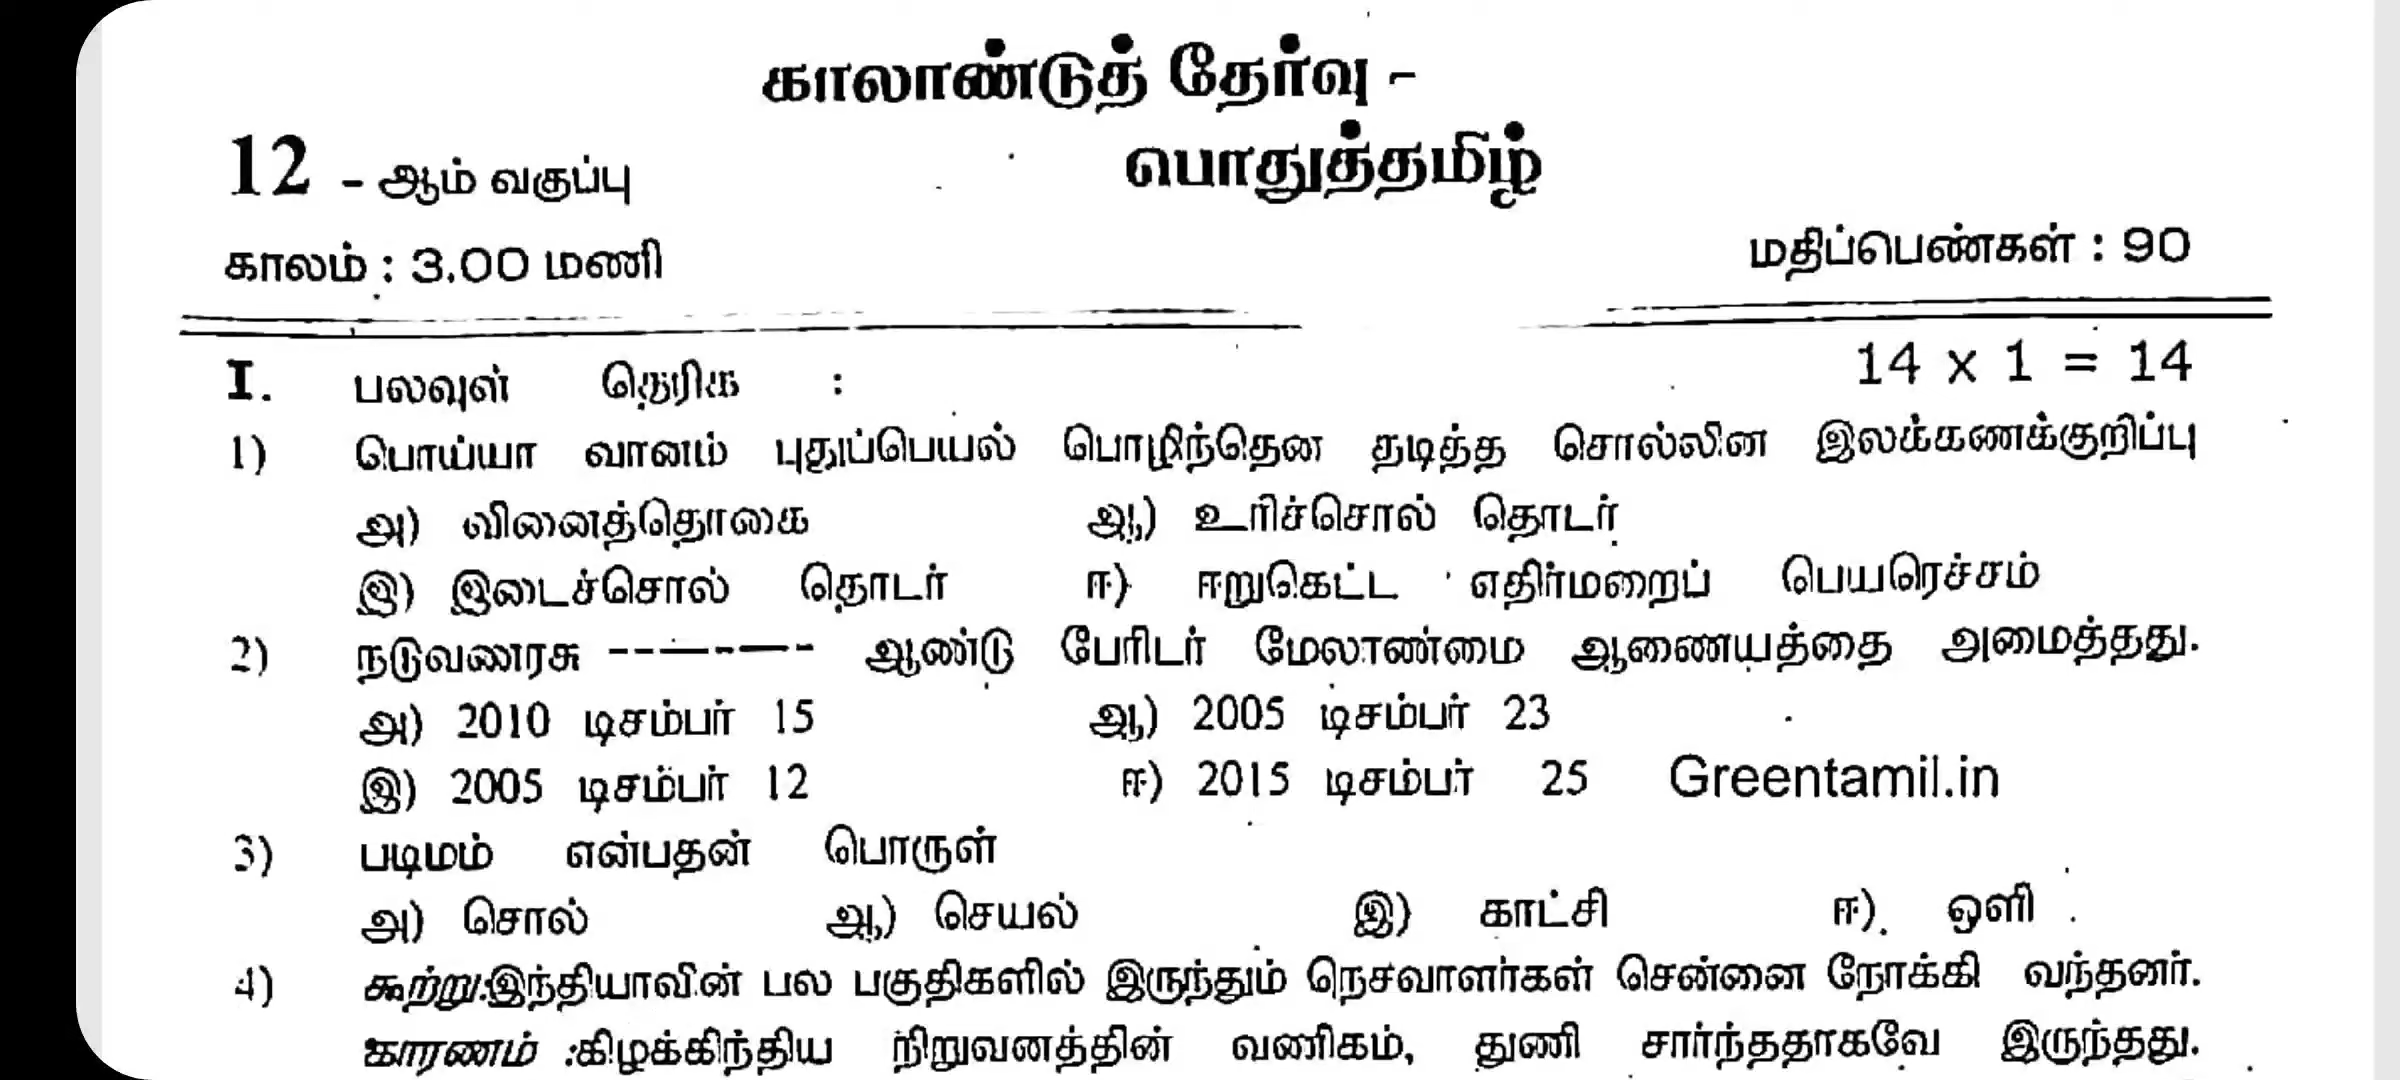 காலாண்டுத் தேர்வு -
12 - ஆம் வகுப்பு
பொதுத்தமிழ்
காலம் : 3.00 மணி
மதிப்பெண்கள் : 90
I. பலவுள் தெரிக : 14 x 1 = 14
1) பொய்யா வானம் புதுப்பெயல் பொழிந்தென தடித்த சொல்லின இலக்கணக்குறிப்பு
அ) வினைத்தொகை ஆ) உரிச்சொல் தொடர்
இ) இடைச்சொல் தொடர் ஈ) ஈறுகெட்ட எதிர்மறைப் பெயரெச்சம்
2) நடுவணரசு --------- ஆண்டு பேரிடர் மேலாண்மை ஆணையத்தை அமைத்தது.
அ) 2010 டிசம்பர் 15 ஆ) 2005 டிசம்பர் 23
இ) 2005 டிசம்பர் 12 ஈ) 2015 டிசம்பர் 25 Greentamil.in
3) படிமம் என்பதன் பொருள்
அ) சொல் ஆ) செயல் இ) காட்சி ஈ) ஒளி
4) கூற்று:இந்தியாவின் பல பகுதிகளில் இருந்தும் நெசவாளர்கள் சென்னை நோக்கி வந்தனர்.
காரணம் :கிழக்கிந்திய நிறுவனத்தின் வணிகம், துணி சார்ந்ததாகவே இருந்தது.